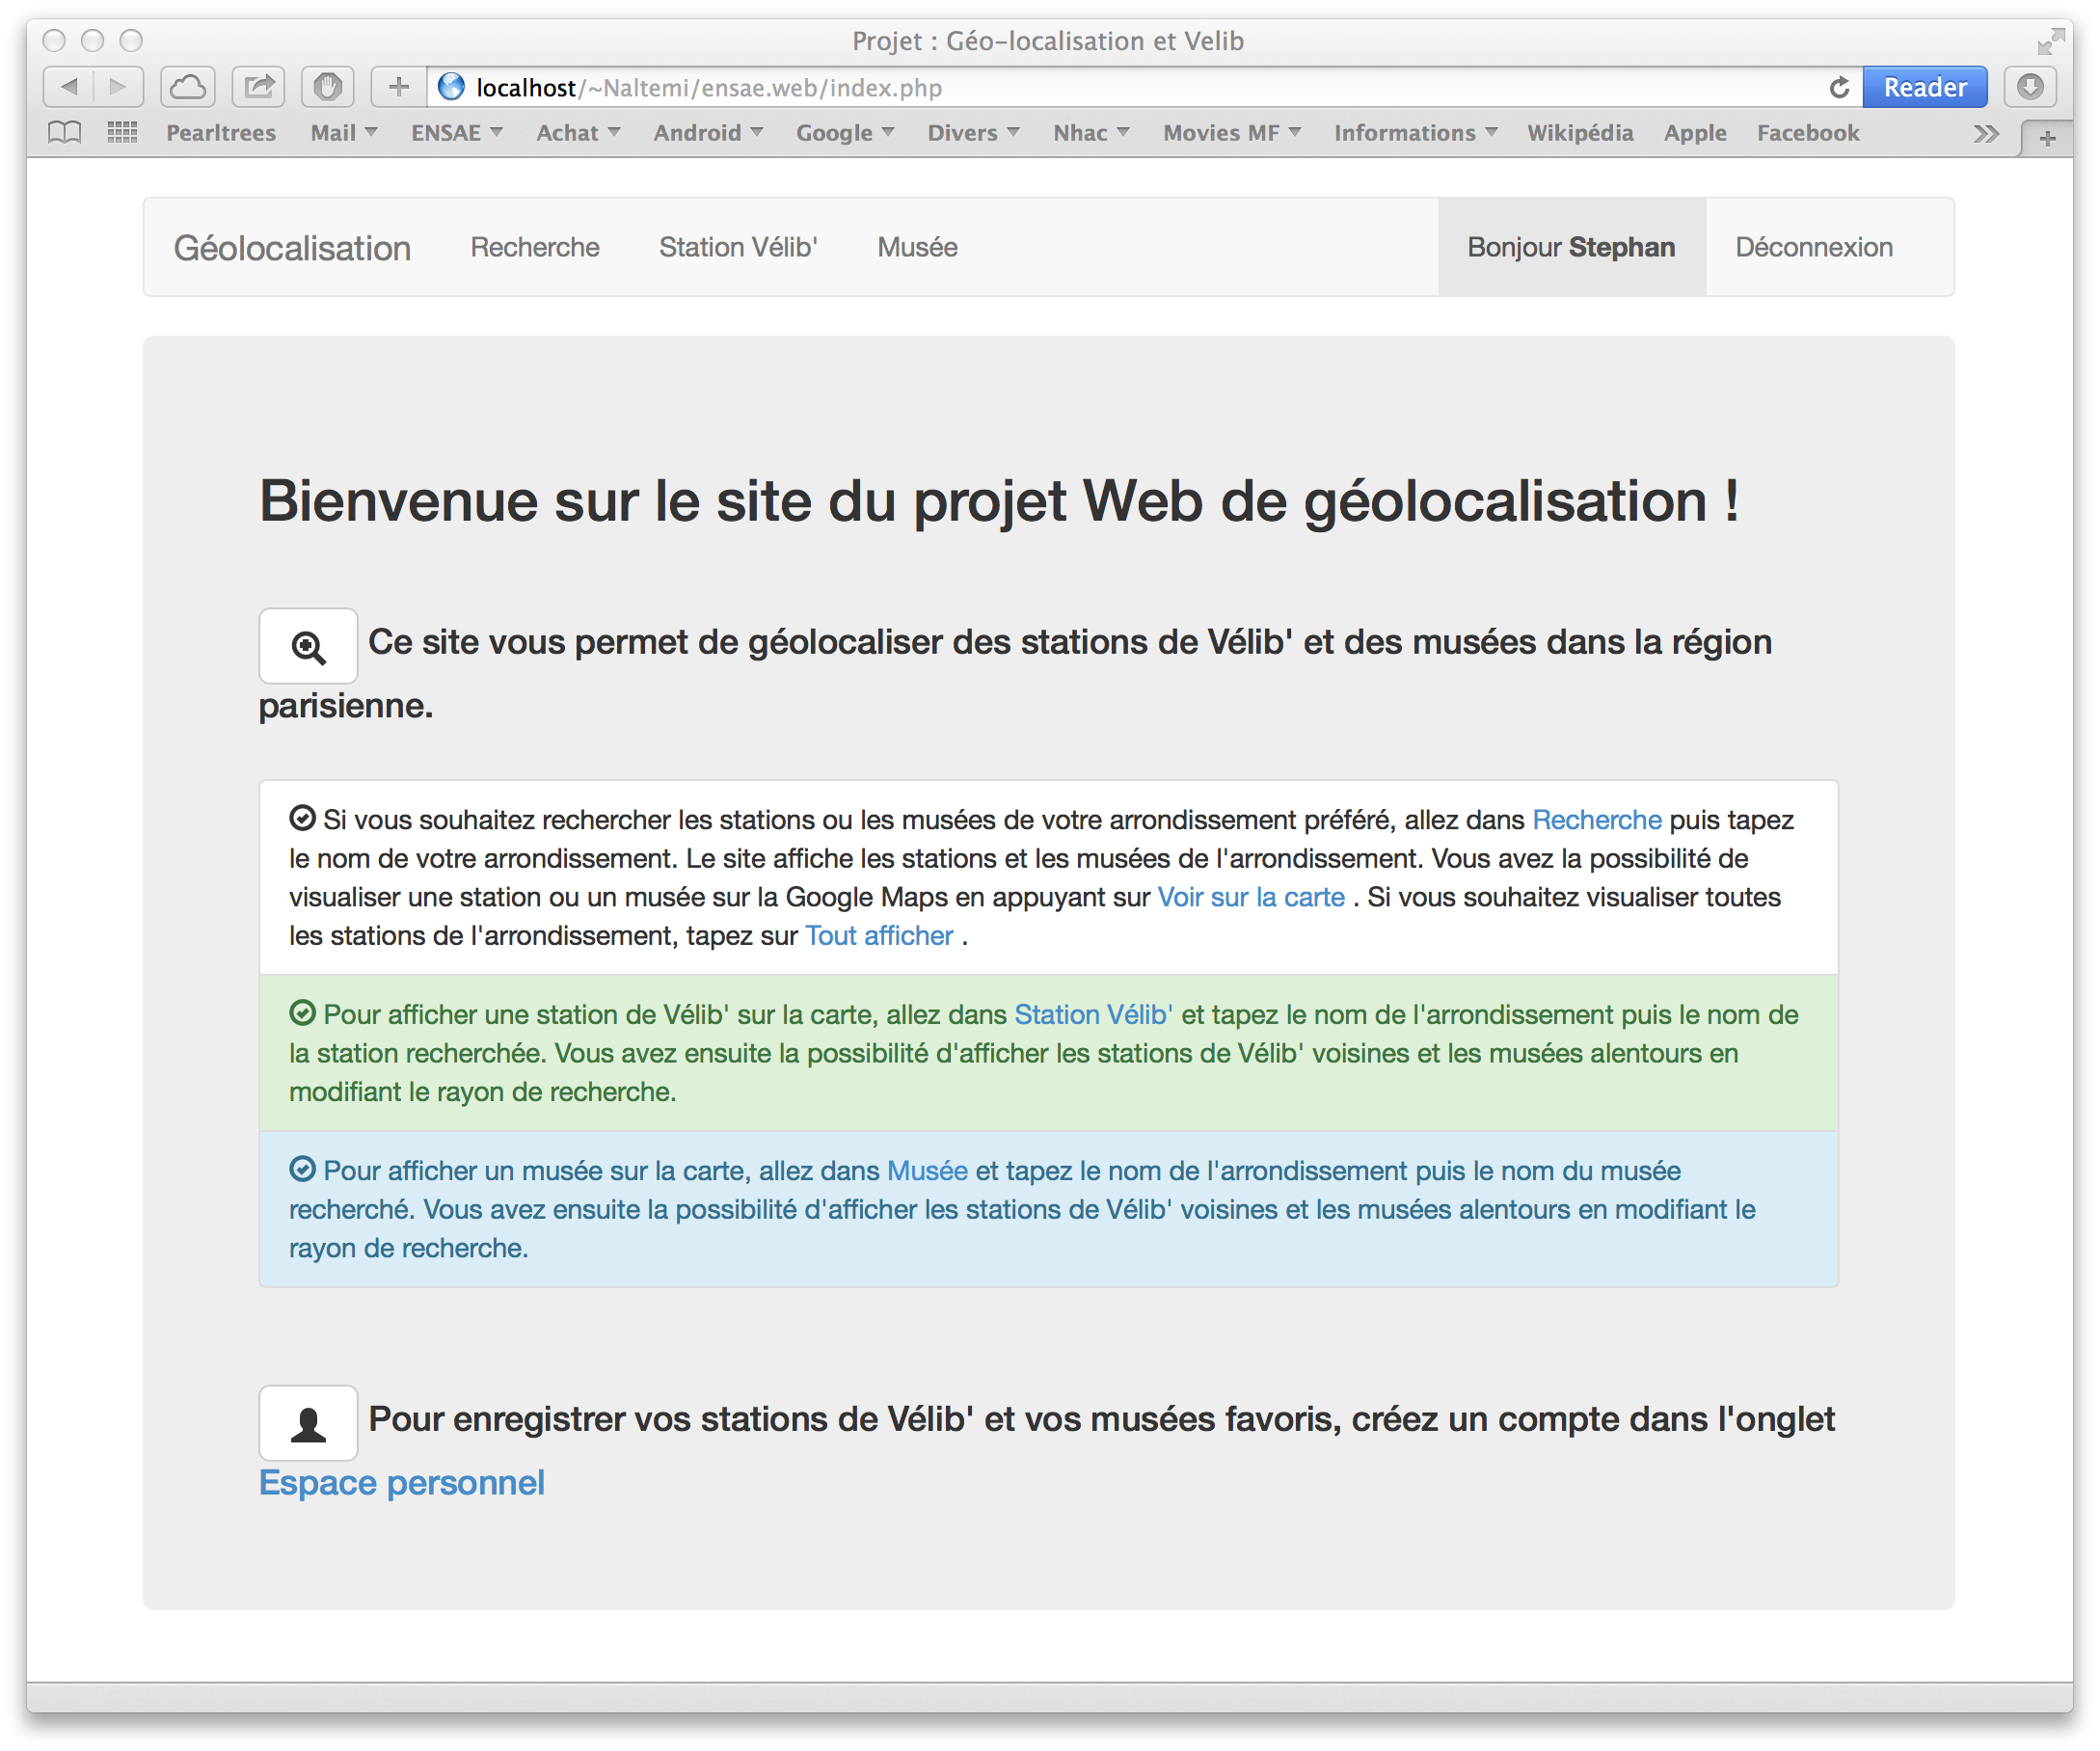 Projet : Géo-localisation et Velib
localhost/~Naltemi/ensae.web/index.php
Reader
Pearltrees Mail ENSAE Achat Android Google Divers Nhac Movies MF Informations Wikipédia Apple Facebook
Géolocalisation Recherche Station Vélib' Musée Bonjour Stephan Déconnexion
Bienvenue sur le site du projet Web de géolocalisation !
Ce site vous permet de géolocaliser des stations de Vélib' et des musées dans la région
parisienne.
Si vous souhaitez rechercher les stations ou les musées de votre arrondissement préféré, allez dans Recherche puis tapez
le nom de votre arrondissement. Le site affiche les stations et les musées de l'arrondissement. Vous avez la possibilité de
visualiser une station ou un musée sur la Google Maps en appuyant sur Voir sur la carte . Si vous souhaitez visualiser toutes
les stations de l'arrondissement, tapez sur Tout afficher .
Pour afficher une station de Vélib' sur la carte, allez dans Station Vélib' et tapez le nom de l'arrondissement puis le nom de
la station recherchée. Vous avez ensuite la possibilité d'afficher les stations de Vélib' voisines et les musées alentours en
modifiant le rayon de recherche.
Pour afficher un musée sur la carte, allez dans Musée et tapez le nom de l'arrondissement puis le nom du musée
recherché. Vous avez ensuite la possibilité d'afficher les stations de Vélib' voisines et les musées alentours en modifiant le
rayon de recherche.
Pour enregistrer vos stations de Vélib' et vos musées favoris, créez un compte dans l'onglet
Espace personnel